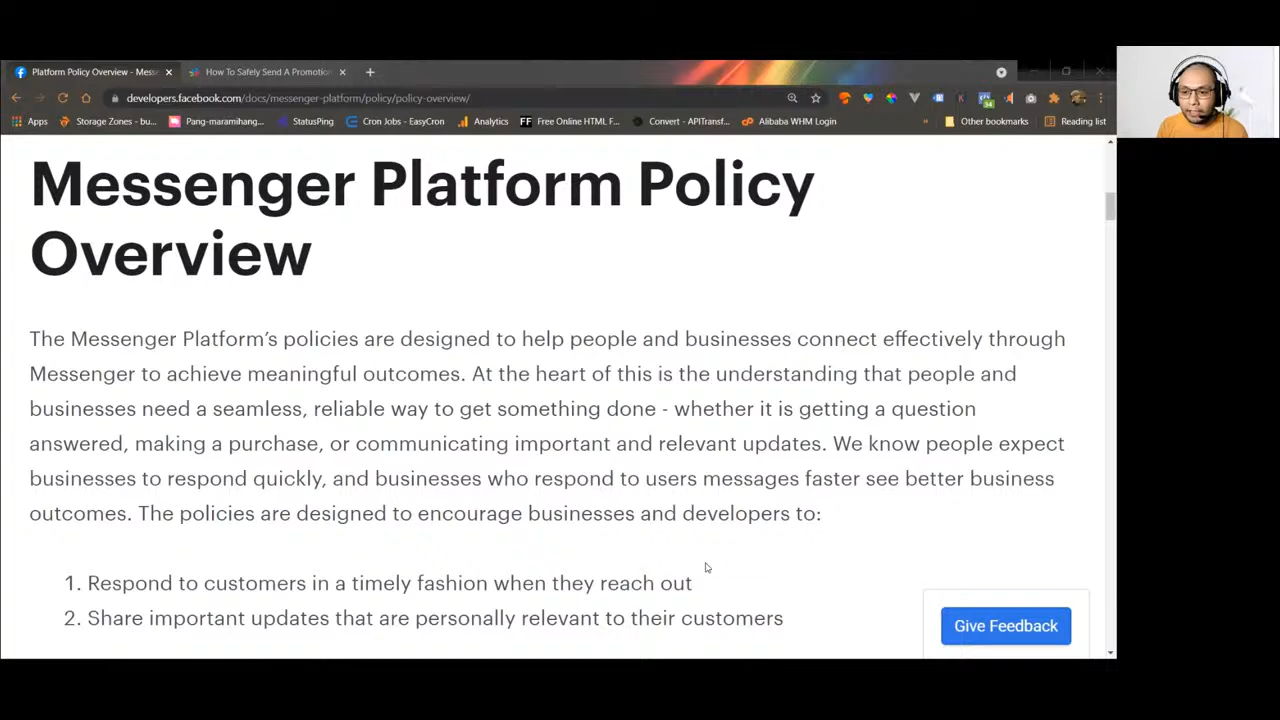 Platform Policy Overview - Mess
How To Safely Send A Promotion
developers.facebook.com/docs/messenger-platform/policy/policy-overview/
Apps
Storage Zones - bu...
Pang-maramihang...
StatusPing
Cron Jobs - EasyCron
Analytics
FF Free Online HTML F...
Convert - APITransf...
Alibaba WHM Login
»
Other bookmarks
Reading list
Messenger Platform Policy
Overview
The Messenger Platform’s policies are designed to help people and businesses connect effectively through
Messenger to achieve meaningful outcomes. At the heart of this is the understanding that people and
businesses need a seamless, reliable way to get something done - whether it is getting a question
answered, making a purchase, or communicating important and relevant updates. We know people expect
businesses to respond quickly, and businesses who respond to users messages faster see better business
outcomes. The policies are designed to encourage businesses and developers to:
1. Respond to customers in a timely fashion when they reach out
2. Share important updates that are personally relevant to their customers
Give Feedback